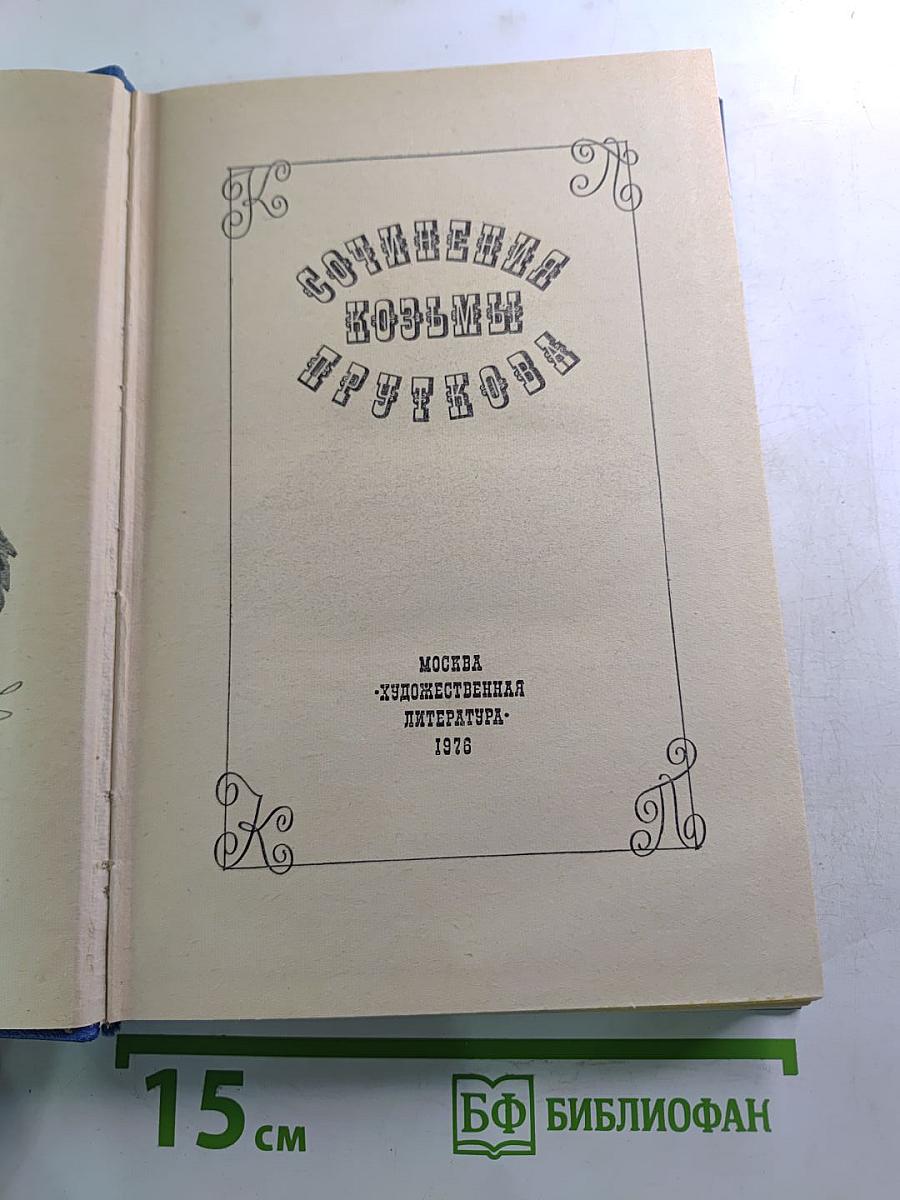 К П
СОЧИНЕНИЯ
КОЗЬМЫ
ПРУТКОВА
МОСКВА
«ХУДОЖЕСТВЕННАЯ
ЛИТЕРАТУРА»
1976
К П
15 см
БФ БИБЛИОФАН